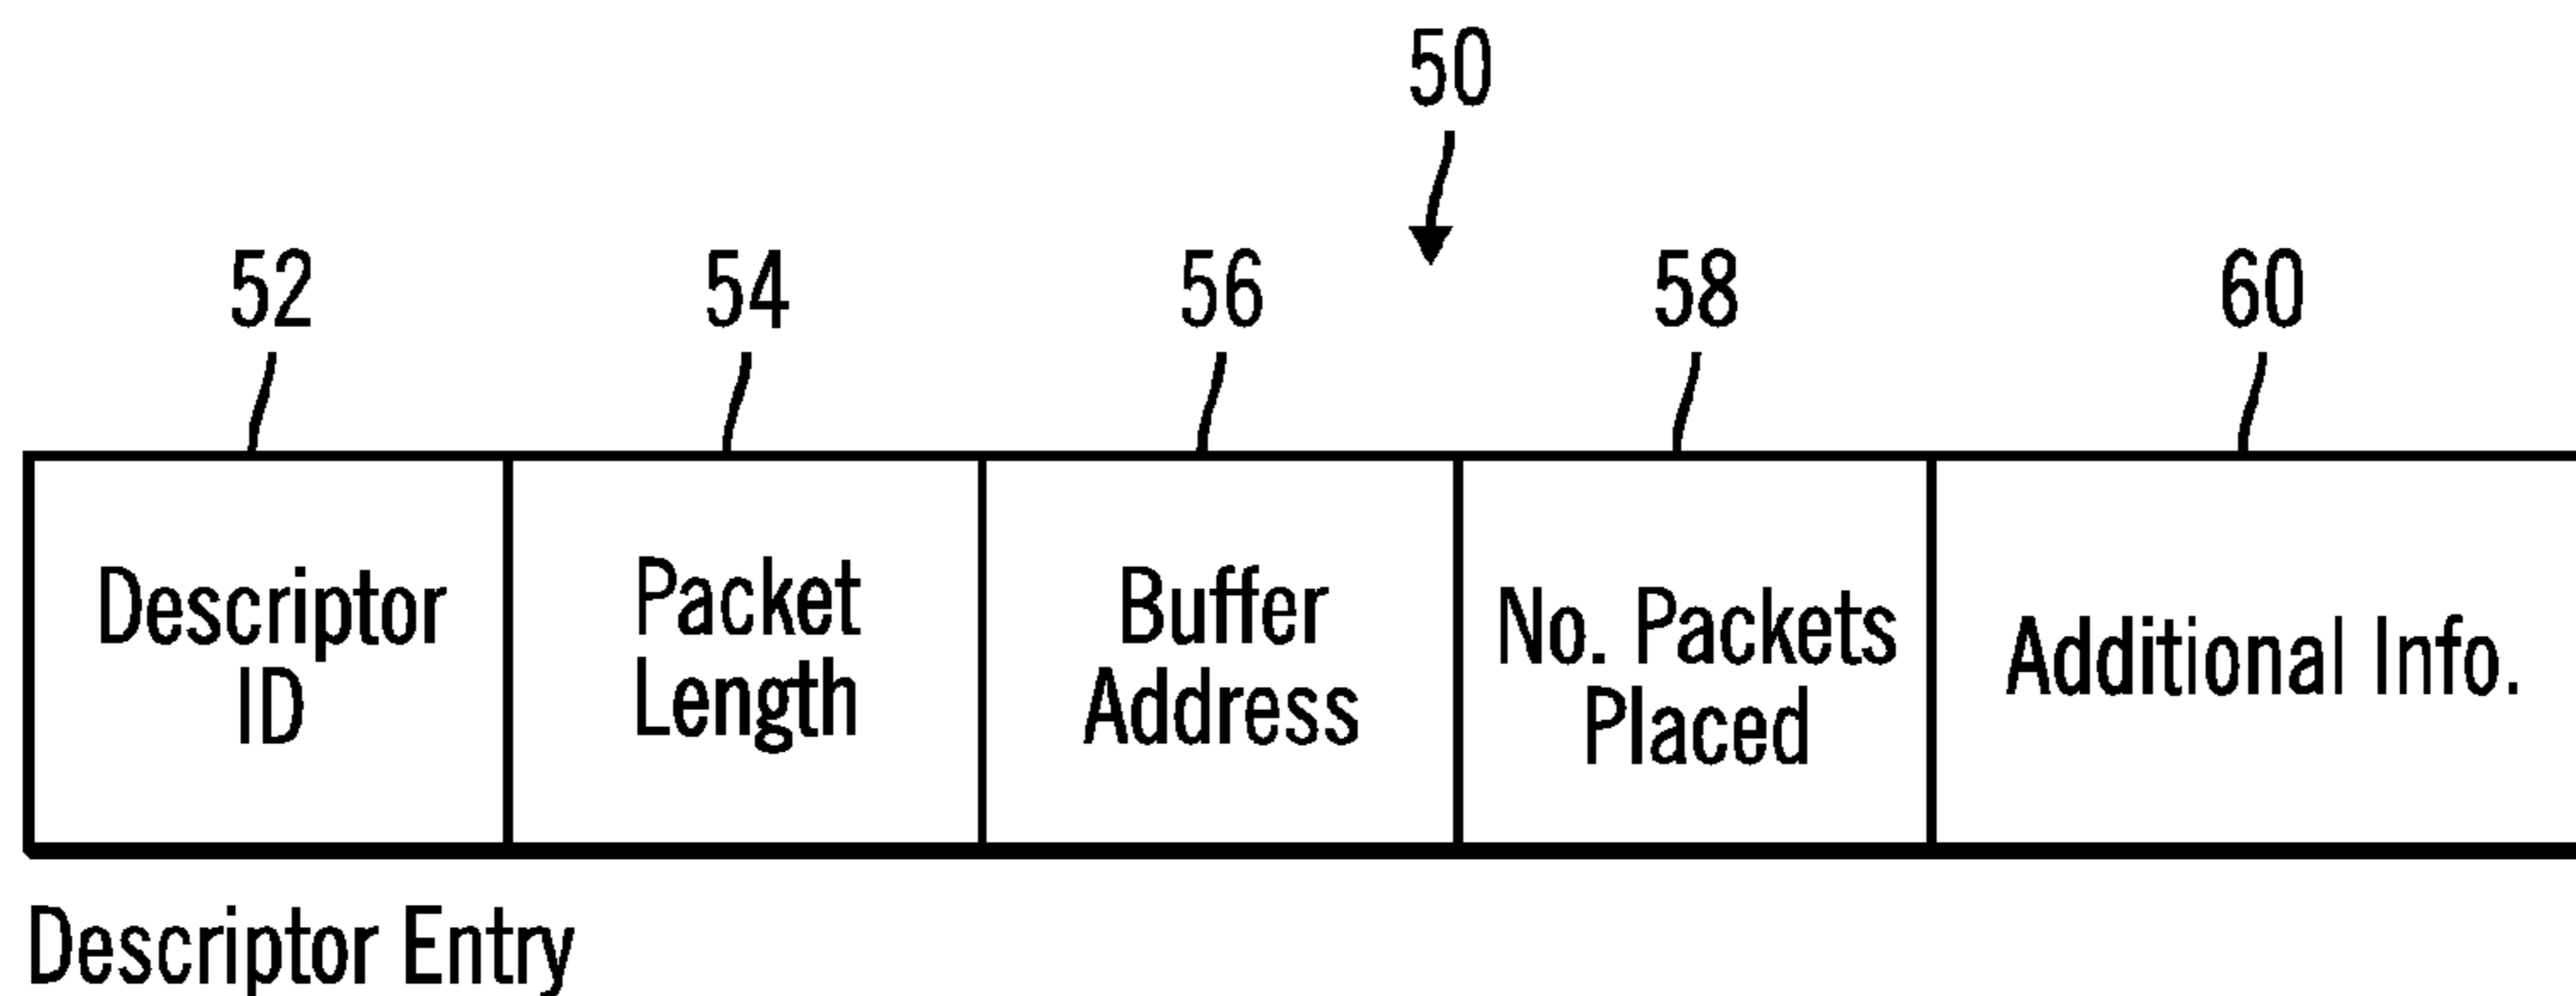 50
52
54
56
58
60
Descriptor
ID
Packet
Length
Buffer
Address
No. Packets
Placed
Additional Info.
Descriptor Entry